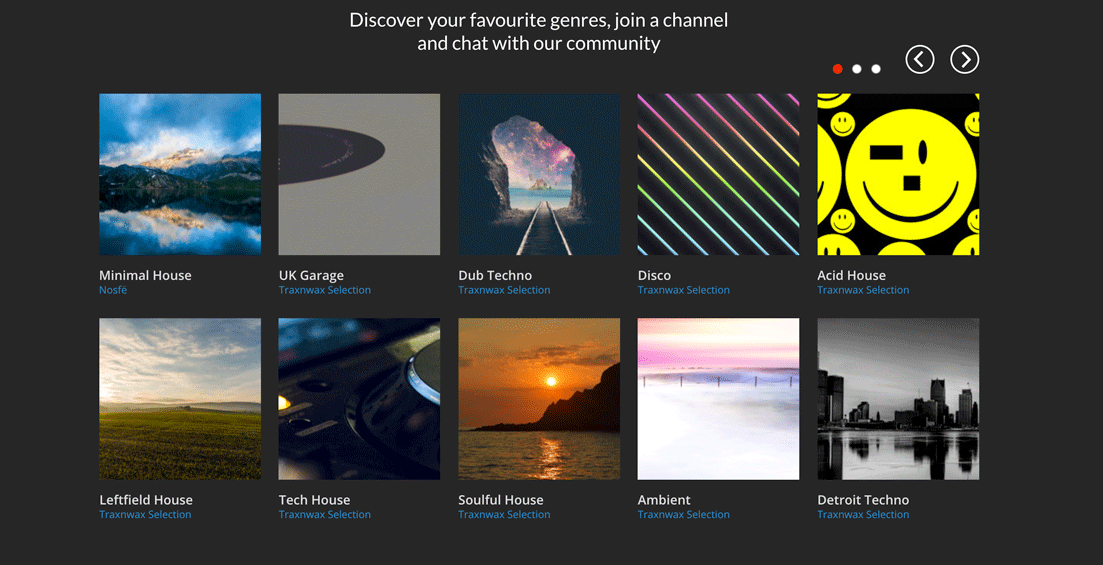 Discover your favourite genres, join a channel
and chat with our community
Minimal House
Nosfè
UK Garage
Traxnwax Selection
Dub Techno
Traxnwax Selection
Disco
Traxnwax Selection
Acid House
Traxnwax Selection
Leftfield House
Traxnwax Selection
Tech House
Traxnwax Selection
Soulful House
Traxnwax Selection
Ambient
Traxnwax Selection
Detroit Techno
Traxnwax Selection